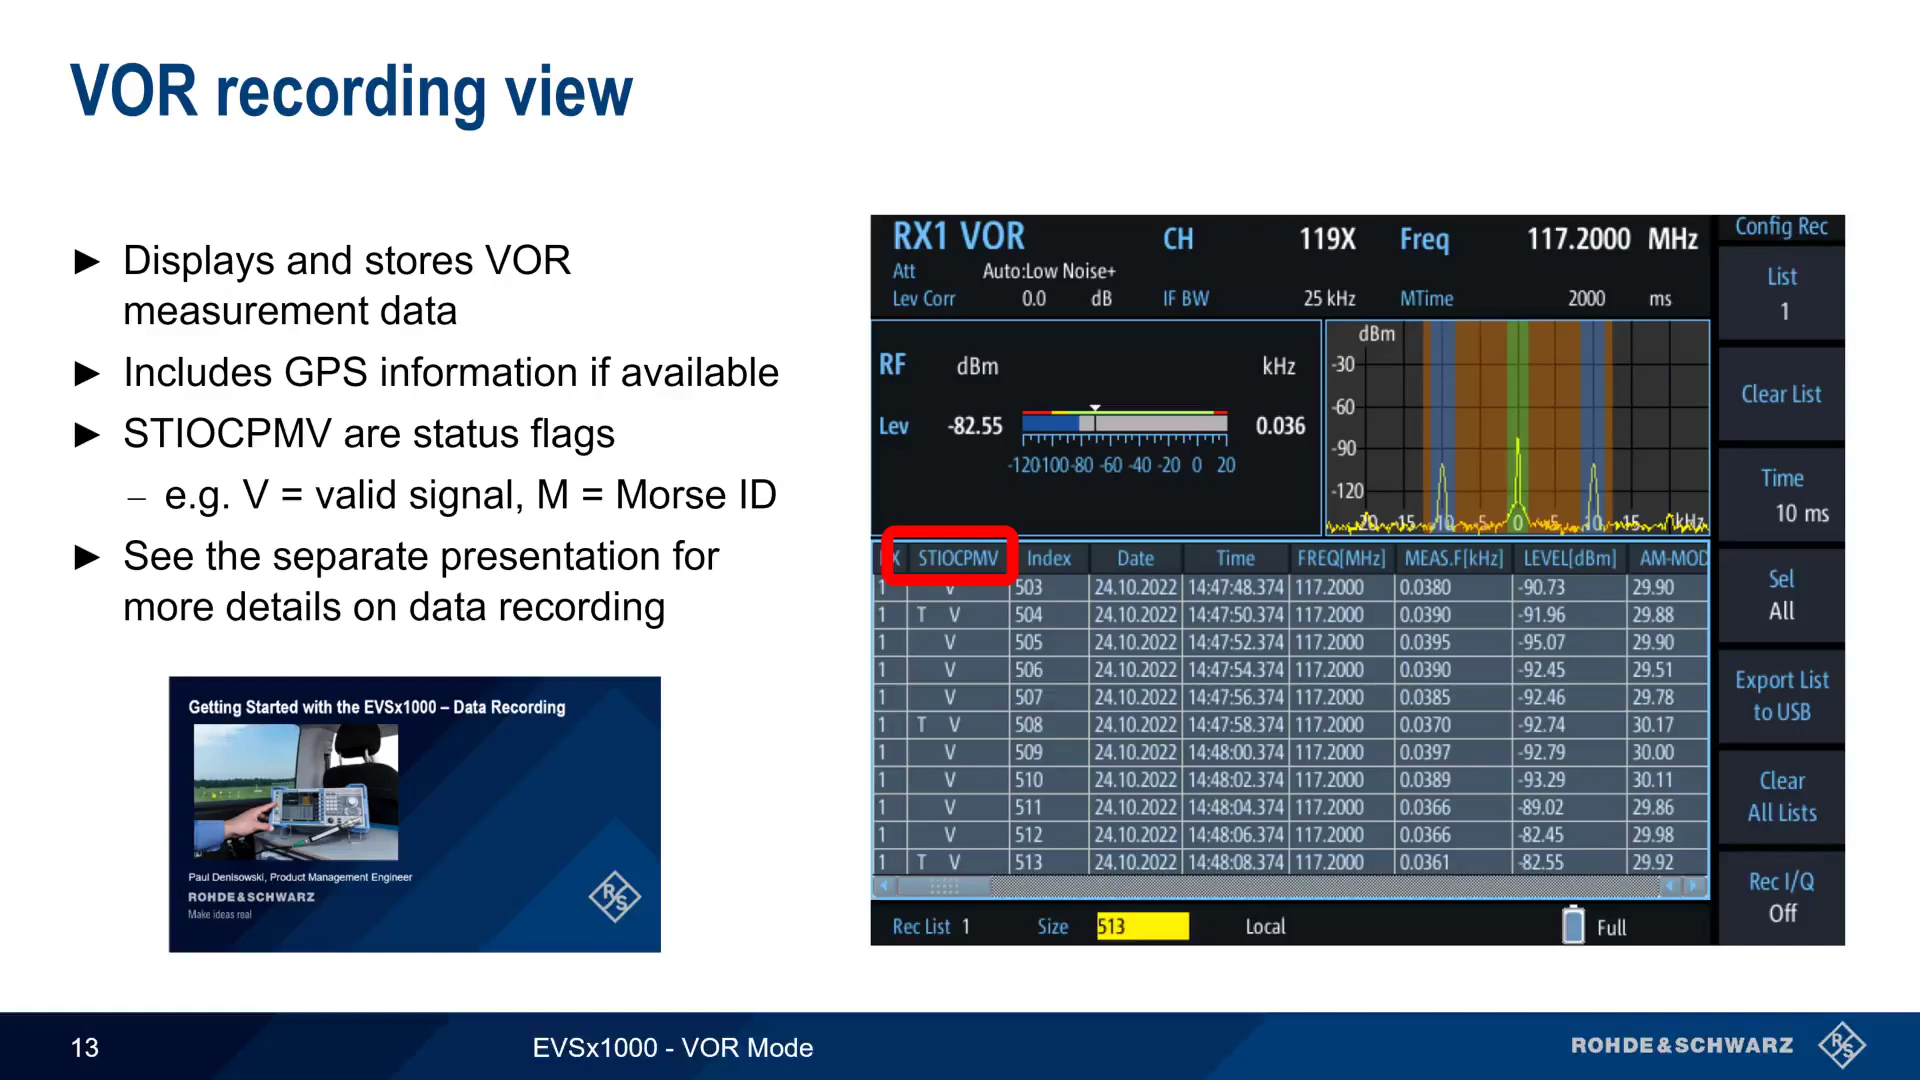 VOR recording view
► Displays and stores VOR
measurement data
► Includes GPS information if available
► STIOCPMV are status flags
– e.g. V = valid signal, M = Morse ID
► See the separate presentation for
more details on data recording
Getting Started with the EVSx1000 – Data Recording
Paul Denisowski, Product Management Engineer
ROHDE&SCHWARZ
Make ideas real
R S
RX1 VOR CH 119X Freq 117.2000 MHz
Att Auto:Low Noise+
Lev Corr 0.0 dB IF BW 25 kHz MTime 2000 ms
RF dBm kHz
Lev -82.55 0.036
-120 -100 -80 -60 -40 -20 0 20
dBm
-30
-60
-90
-120
-20 -15 -10 -5 0 5 10 15 kHz
X STIOCPMV Index Date Time FREQ[MHz] MEAS.F[kHz] LEVEL[dBm] AM-MOD
1 V 503 24.10.2022 14:47:48.374 117.2000 0.0380 -90.73 29.90
1 T V 504 24.10.2022 14:47:50.374 117.2000 0.0390 -91.96 29.88
1 V 505 24.10.2022 14:47:52.374 117.2000 0.0395 -95.07 29.90
1 V 506 24.10.2022 14:47:54.374 117.2000 0.0390 -92.45 29.51
1 V 507 24.10.2022 14:47:56.374 117.2000 0.0385 -92.46 29.78
1 T V 508 24.10.2022 14:47:58.374 117.2000 0.0370 -92.74 30.17
1 V 509 24.10.2022 14:48:00.374 117.2000 0.0397 -92.79 30.00
1 V 510 24.10.2022 14:48:02.374 117.2000 0.0389 -93.29 30.11
1 V 511 24.10.2022 14:48:04.374 117.2000 0.0366 -89.02 29.86
1 V 512 24.10.2022 14:48:06.374 117.2000 0.0366 -82.45 29.98
1 T V 513 24.10.2022 14:48:08.374 117.2000 0.0361 -82.55 29.92
Rec List 1 Size 513 Local Full
Config Rec
List
1
Clear List
Time
10 ms
Sel
All
Export List
to USB
Clear
All Lists
Rec I/Q
Off
13
EVSx1000 - VOR Mode
ROHDE&SCHWARZ
R S